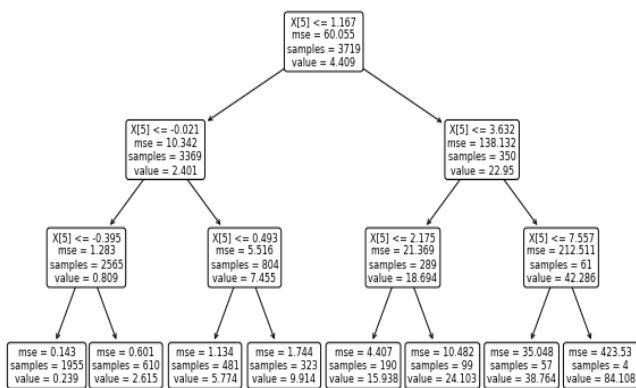 X[5] <= 1.167
mse = 60.055
samples = 3719
value = 4.409
X[5] <= -0.021
mse = 10.342
samples = 3369
value = 2.401
X[5] <= 3.632
mse = 138.132
samples = 350
value = 22.95
X[5] <= -0.395
mse = 1.283
samples = 2565
value = 0.809
X[5] <= 0.493
mse = 5.516
samples = 804
value = 7.455
X[5] <= 2.175
mse = 21.369
samples = 289
value = 18.694
X[5] <= 7.557
mse = 212.511
samples = 61
value = 42.286
mse = 0.143
samples = 1955
value = 0.239
mse = 0.601
samples = 610
value = 2.615
mse = 1.134
samples = 481
value = 5.774
mse = 1.744
samples = 323
value = 9.914
mse = 4.407
samples = 190
value = 15.938
mse = 10.482
samples = 99
value = 24.103
mse = 35.048
samples = 57
value = 38.764
mse = 423.53
samples = 4